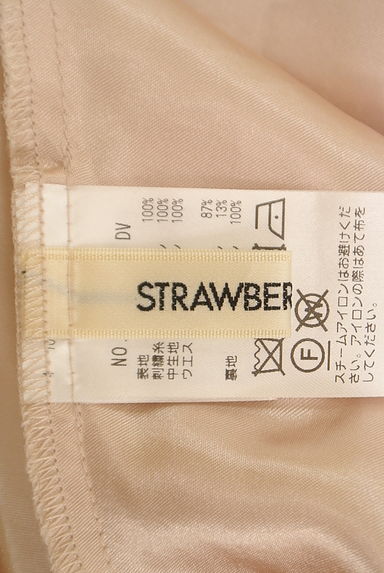 STRAWBER
DV
NO.
表地
100%
刺繍糸
100%
中生地
100%
ウエス
87%
13%
裏地
100%
F
スチームアイロンはお避けくだ
さい。アイロンの際はあて布を
してください。